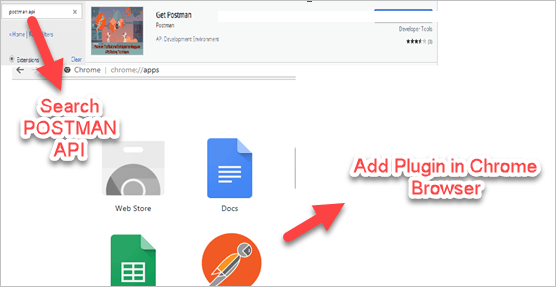 postman api
Get Postman
Postman
API Development Environment
Developer Tools
«Home
Extensions
Clear
Chrome | chrome://apps
Search
POSTMAN
API
Web Store
Docs
Add Plugin in Chrome
Browser